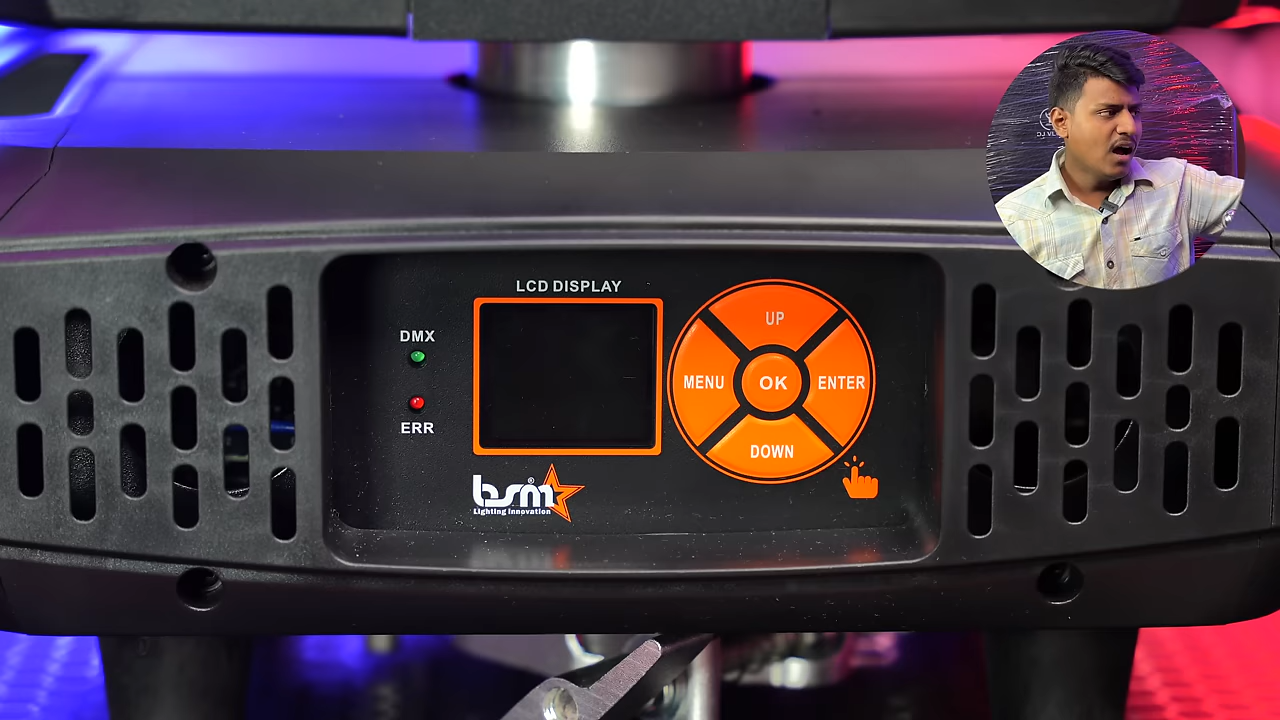 LCD DISPLAY
DMX
ERR
UP
MENU
OK
ENTER
DOWN
bsm®
Lighting Innovation